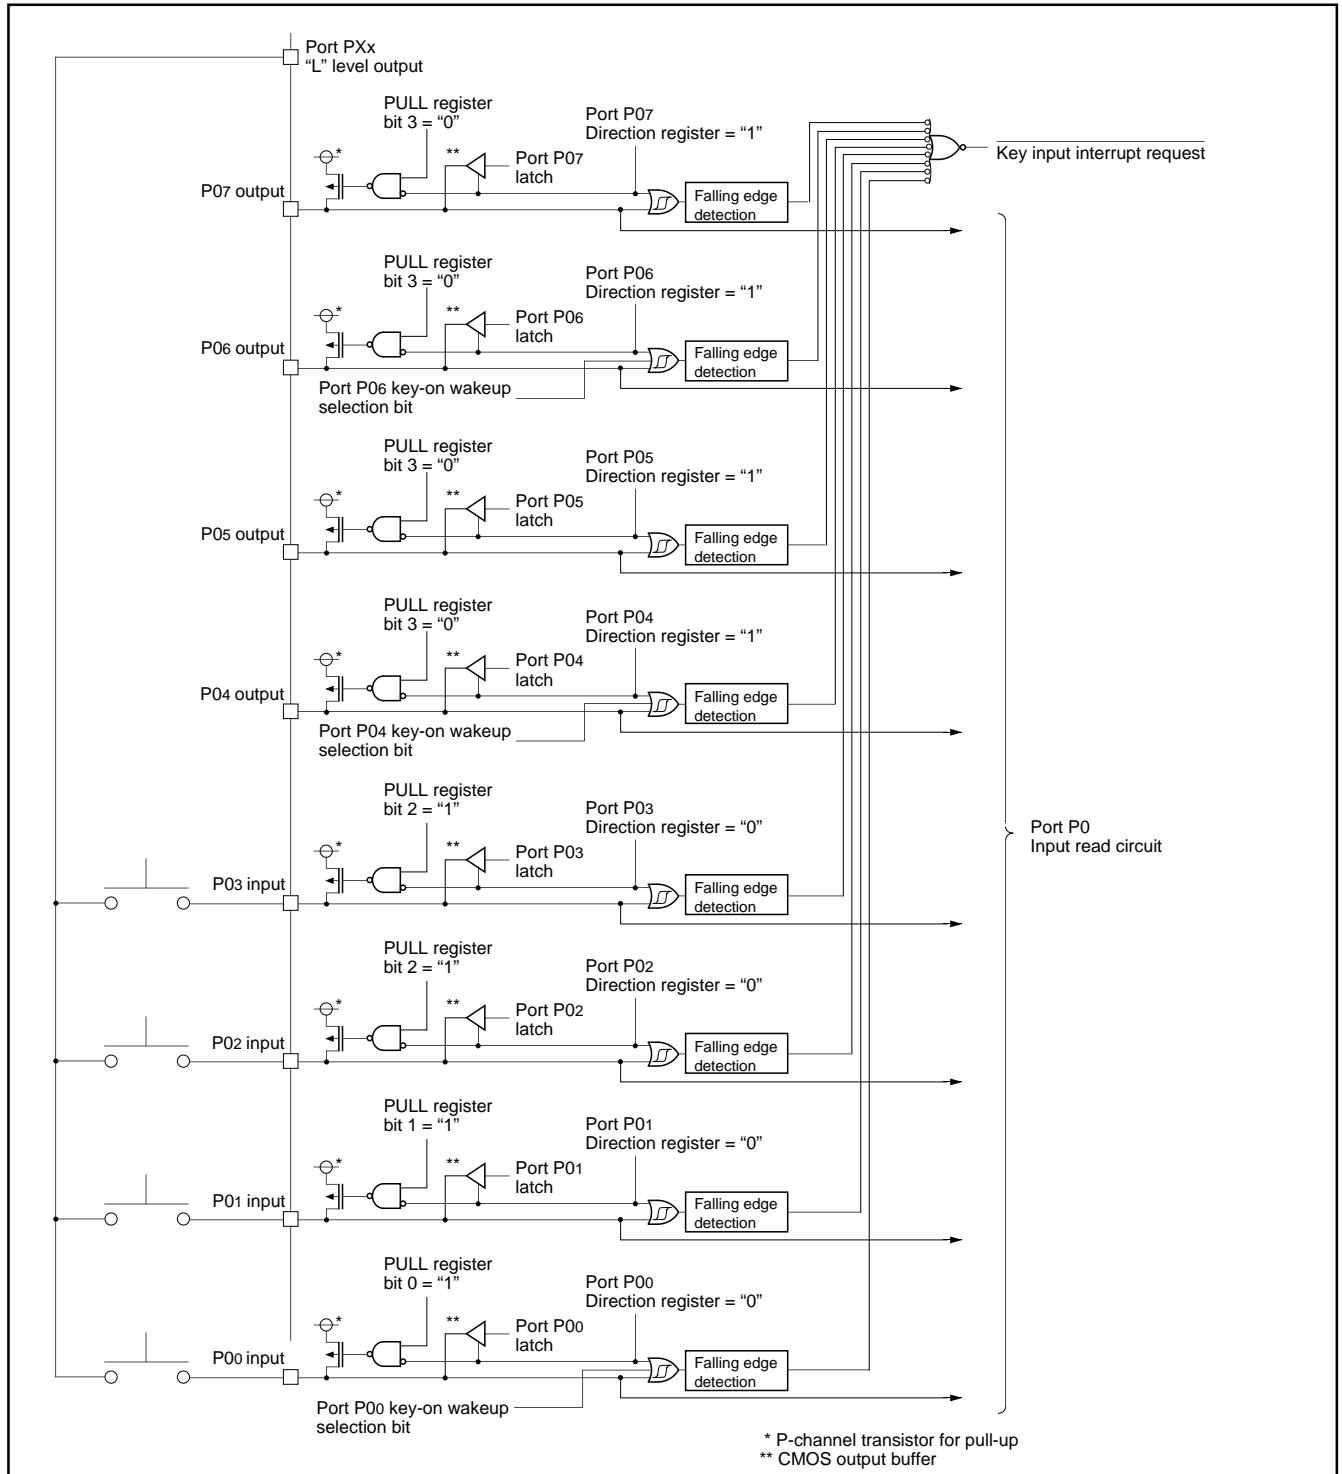 Port PXx
“L” level output
PULL register
bit 3 = “0”
Port P07
Direction register = “1”
*
**
Port P07
latch
P07 output
Falling edge
detection
Key input interrupt request
PULL register
bit 3 = “0”
Port P06
Direction register = “1”
*
**
Port P06
latch
P06 output
Falling edge
detection
Port P06 key-on wakeup
selection bit
PULL register
bit 3 = “0”
Port P05
Direction register = “1”
*
**
Port P05
latch
P05 output
Falling edge
detection
PULL register
bit 3 = “0”
Port P04
Direction register = “1”
*
**
Port P04
latch
P04 output
Falling edge
detection
Port P04 key-on wakeup
selection bit
PULL register
bit 2 = “1”
Port P03
Direction register = “0”
*
**
Port P03
latch
P03 input
Falling edge
detection
Port P0
Input read circuit
PULL register
bit 2 = “1”
Port P02
Direction register = “0”
*
**
Port P02
latch
P02 input
Falling edge
detection
PULL register
bit 1 = “1”
Port P01
Direction register = “0”
*
**
Port P01
latch
P01 input
Falling edge
detection
PULL register
bit 0 = “1”
Port P00
Direction register = “0”
*
**
Port P00
latch
P00 input
Falling edge
detection
Port P00 key-on wakeup
selection bit
* P-channel transistor for pull-up
** CMOS output buffer